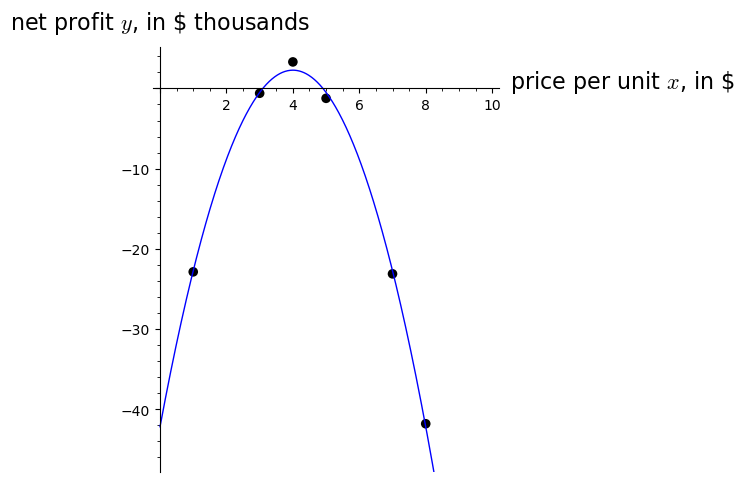 net profit y, in $ thousands
price per unit x, in $
2 4 6 8 10
−10
−20
−30
−40